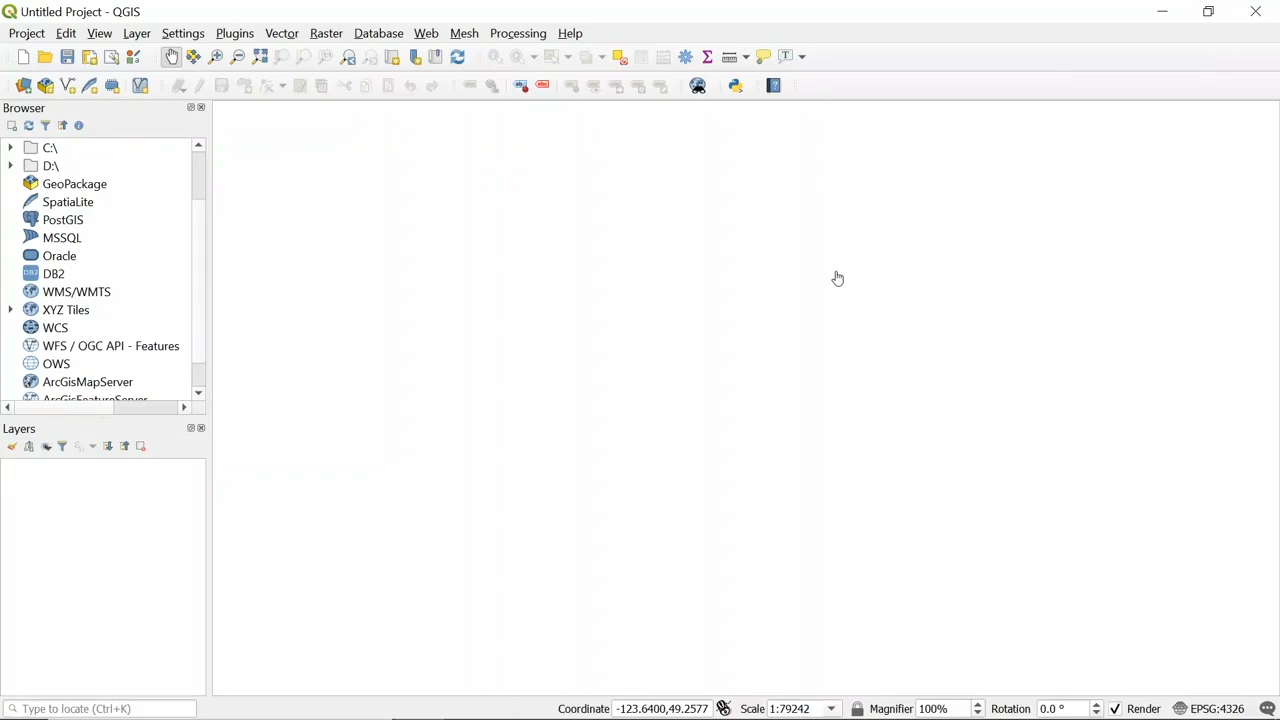 Untitled Project - QGIS
Project Edit View Layer Settings Plugins Vector Raster Database Web Mesh Processing Help
Browser
C:\
D:\
GeoPackage
SpatiaLite
PostGIS
MSSQL
Oracle
DB2
WMS/WMTS
XYZ Tiles
WCS
WFS / OGC API - Features
OWS
ArcGisMapServer
ArcGisFeatureServer
Layers
Type to locate (Ctrl+K)
Coordinate -123.6400,49.2577 Scale 1:79242 Magnifier 100% Rotation 0.0 ° Render EPSG:4326